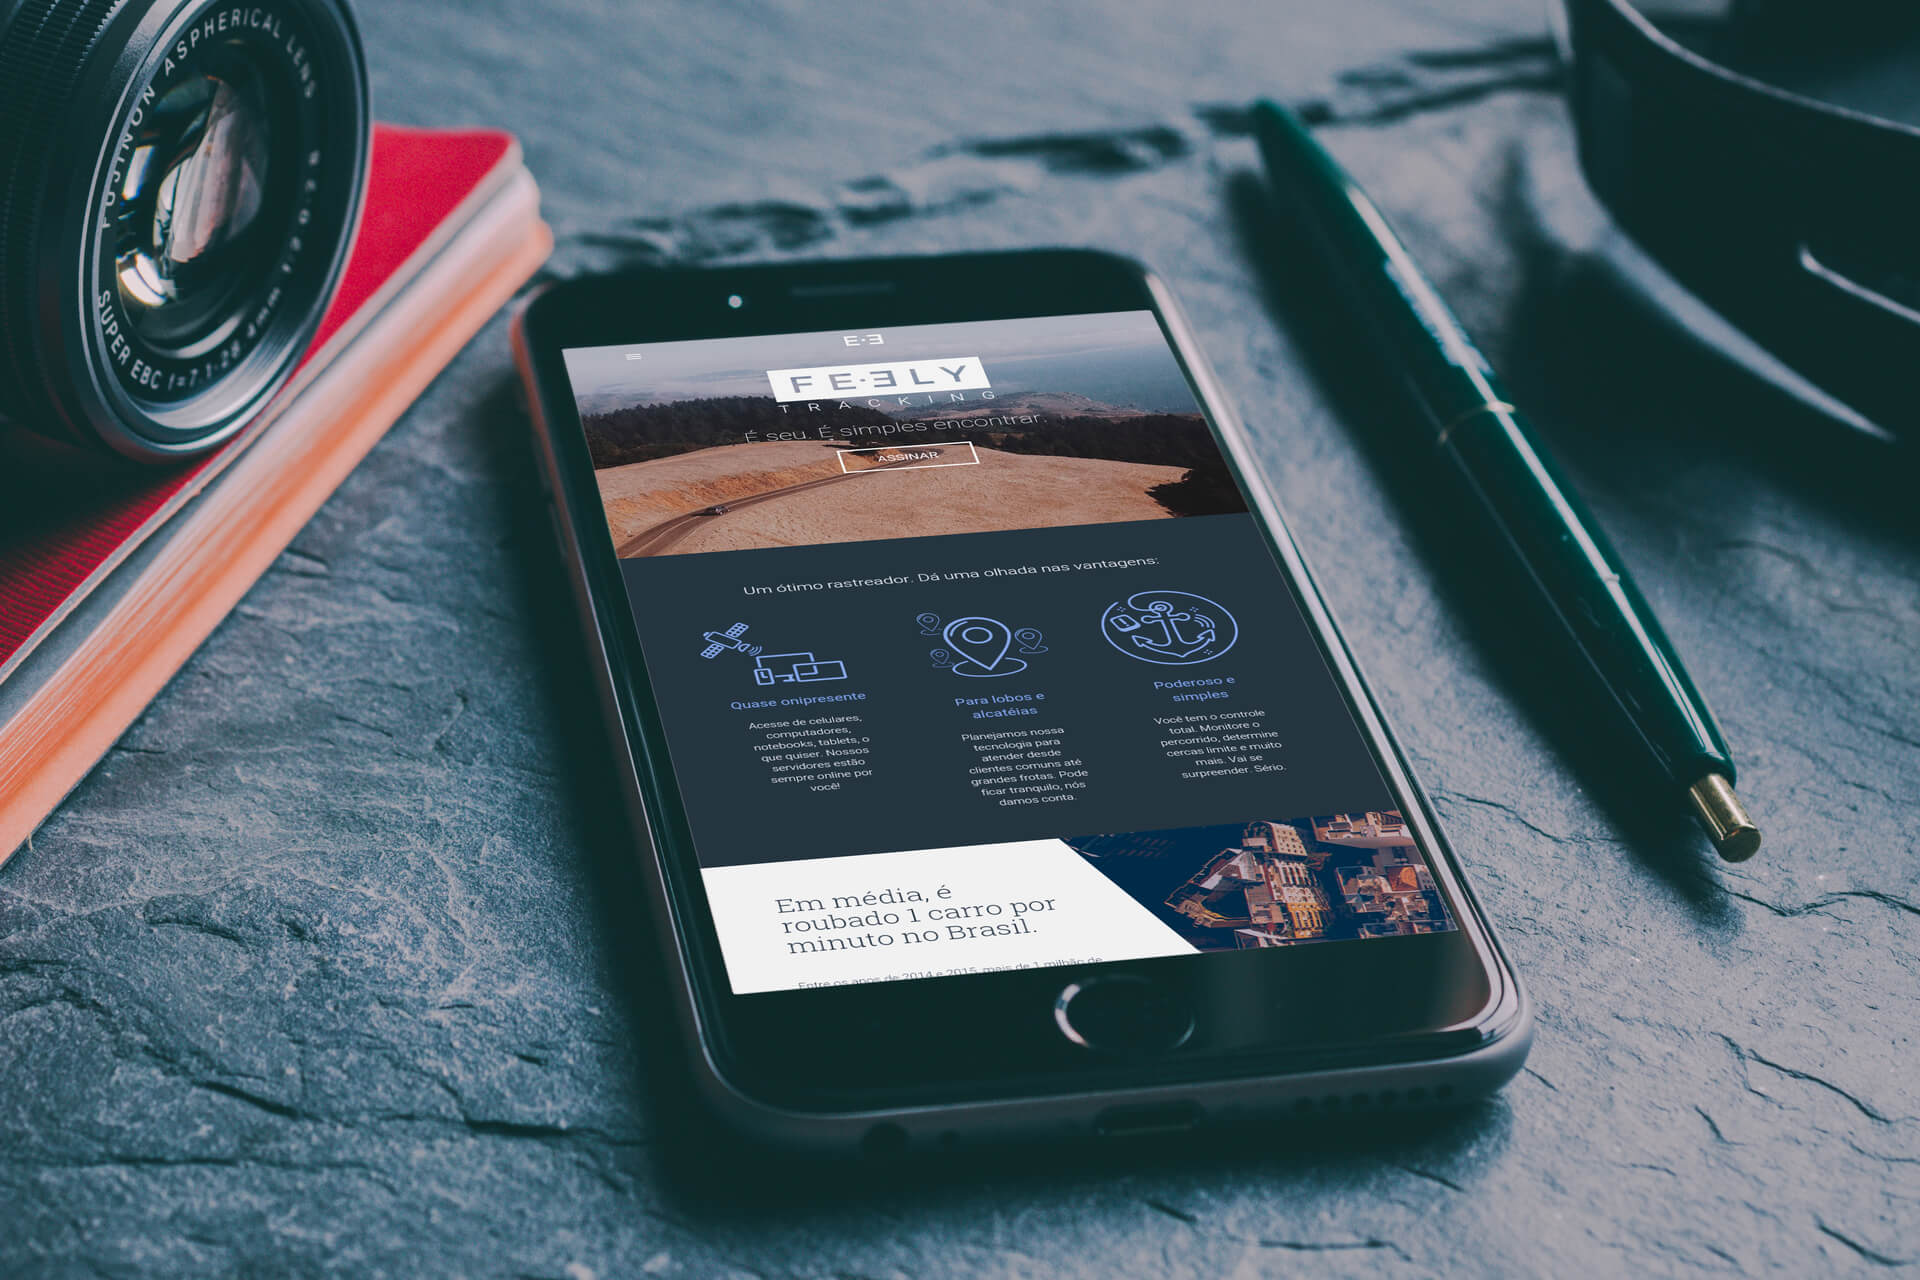 FUJINON ASPHERICAL LENS
SUPER EBC f=7.1-28.4mm
E·E
FE·ELY
TRACKING
É seu. É simples encontrar.
ASSINAR
Um ótimo rastreador. Dá uma olhada nas vantagens:
Quase onipresente
Acesse de celulares,
computadores,
notebooks, tablets, o
que quiser. Nossos
servidores estão
sempre online por
você!
Para lobos e
alcatéias
Planejamos nossa
tecnologia para
atender desde
clientes comuns até
grandes frotas. Pode
ficar tranquilo, nós
damos conta.
Poderoso e
simples
Você tem o controle
total. Monitore o
percorrido, determine
cercas limite e muito
mais. Vai se
surpreender. Sério.
Em média, é
roubado 1 carro por
minuto no Brasil.
Entre os anos de 2014 e 2015, mais de 1 milhão de